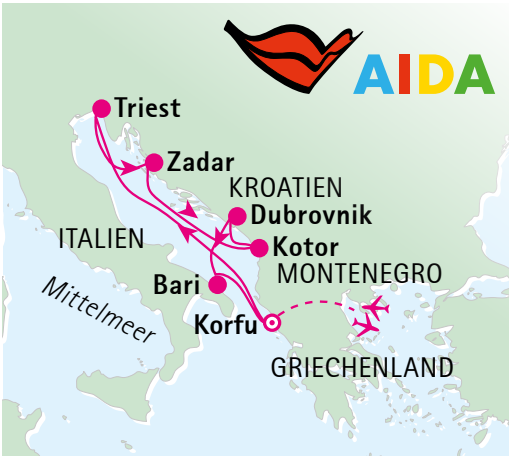 AIDA
Triest
Zadar
KROATIEN
Dubrovnik
ITALIEN
Kotor
MONTENEGRO
Bari
Mittelmeer
Korfu
GRIECHENLAND